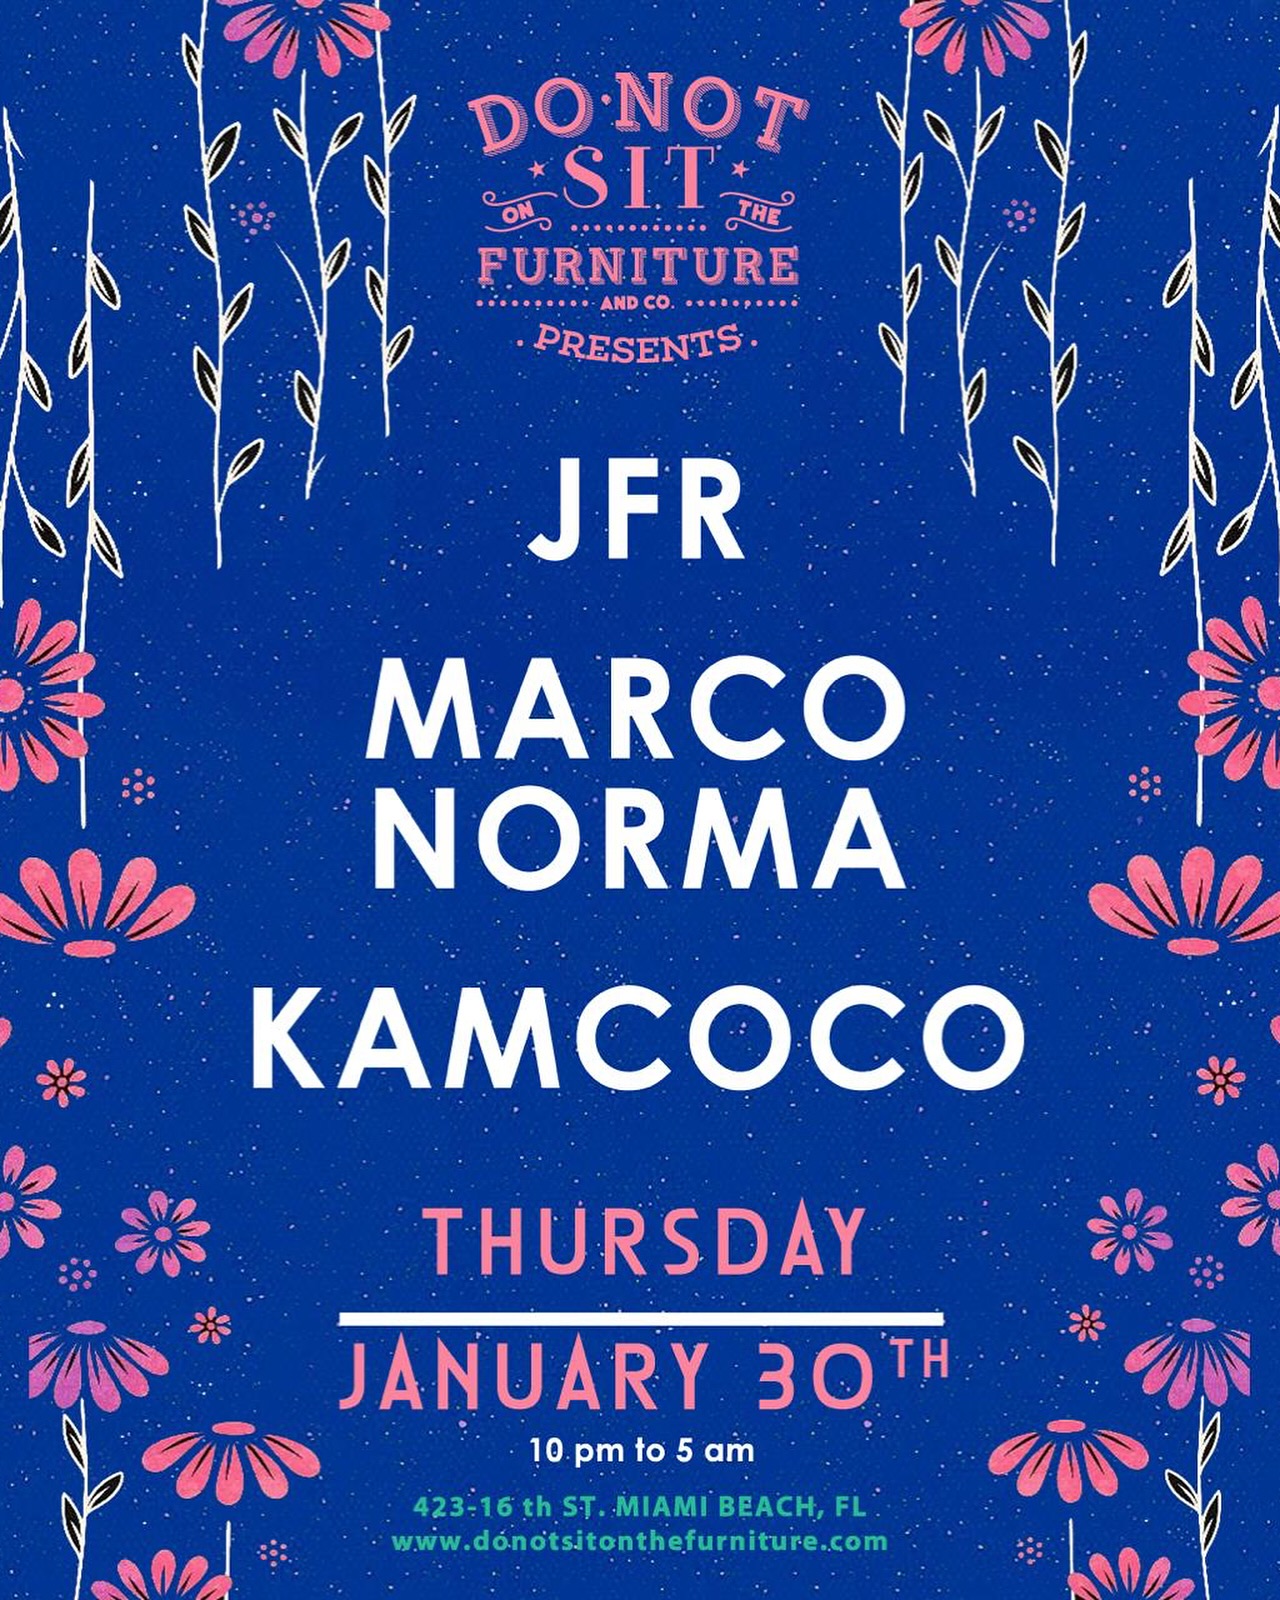 DO·NOT
SIT
ON THE
FURNITURE
AND CO.
· PRESENTS ·
JFR
MARCO
NORMA
KAMCOCO
THURSDAY
JANUARY 30TH
10 pm to 5 am
423-16 th ST. MIAMI BEACH, FL
www.donotsitonthefurniture.com